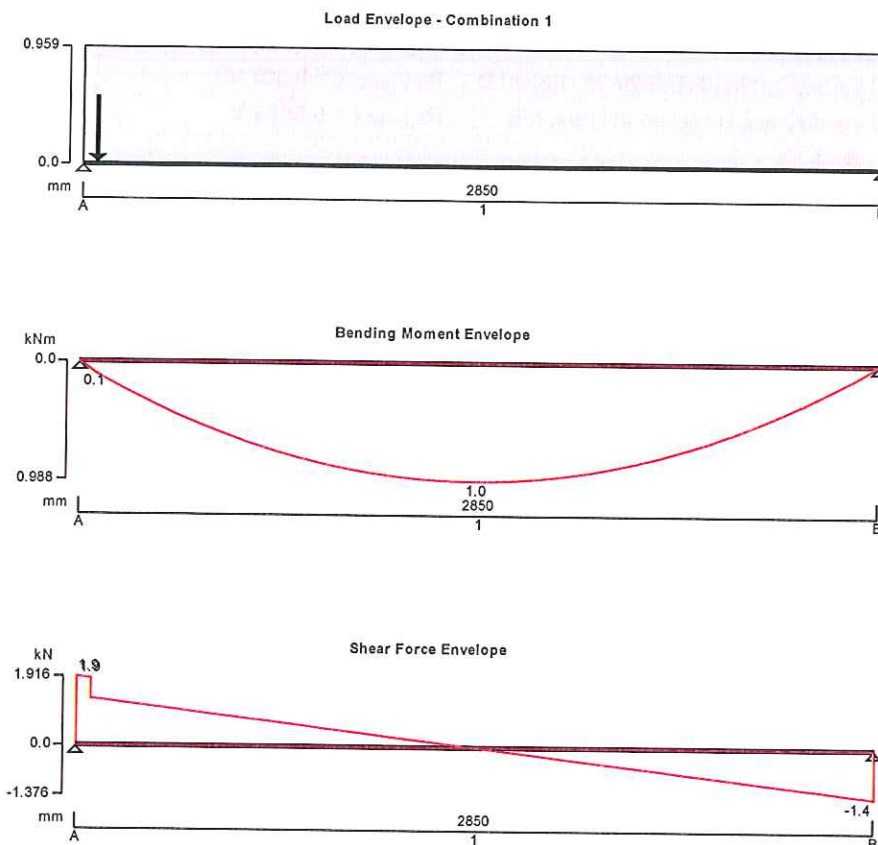 Load Envelope - Combination 1
0.959
0.0
mm
2850
A
1
Bending Moment Envelope
kNm
0.0
0.1
0.988
1.0
mm
2850
A
1
B
Shear Force Envelope
kN
1.916
1.9
0.0
-1.376
-1.4
mm
2850
A
1
B